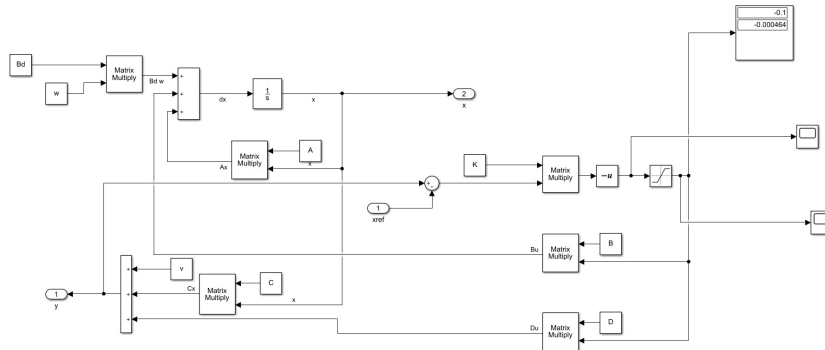 -0.1
-0.000464
Bd
w
Matrix
Multiply
Bd w
+
+
+
dx
1
s
x
2
x
A
Matrix
Multiply
Ax
x
K
Matrix
Multiply
-u
+
−
1
xref
Bu
Matrix
Multiply
B
v
+
+
+
Cx
Matrix
Multiply
C
x
1
y
Du
Matrix
Multiply
D